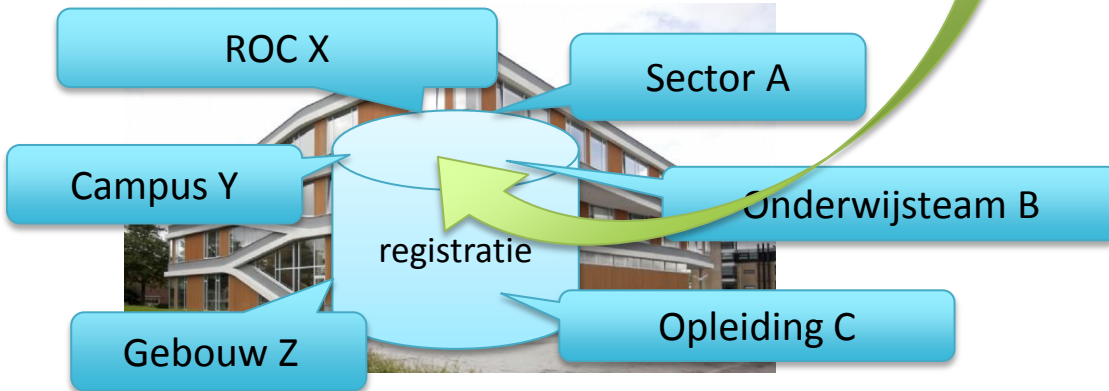 ROC X
Sector A
Campus Y
Onderwijsteam B
registratie
Opleiding C
Gebouw Z